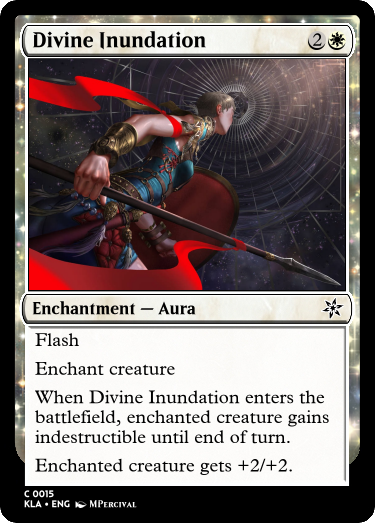 Divine Inundation 2
Enchantment — Aura
Flash
Enchant creature
When Divine Inundation enters the
battlefield, enchanted creature gains
indestructible until end of turn.
Enchanted creature gets +2/+2.
C 0015
KLA • ENG MPercival